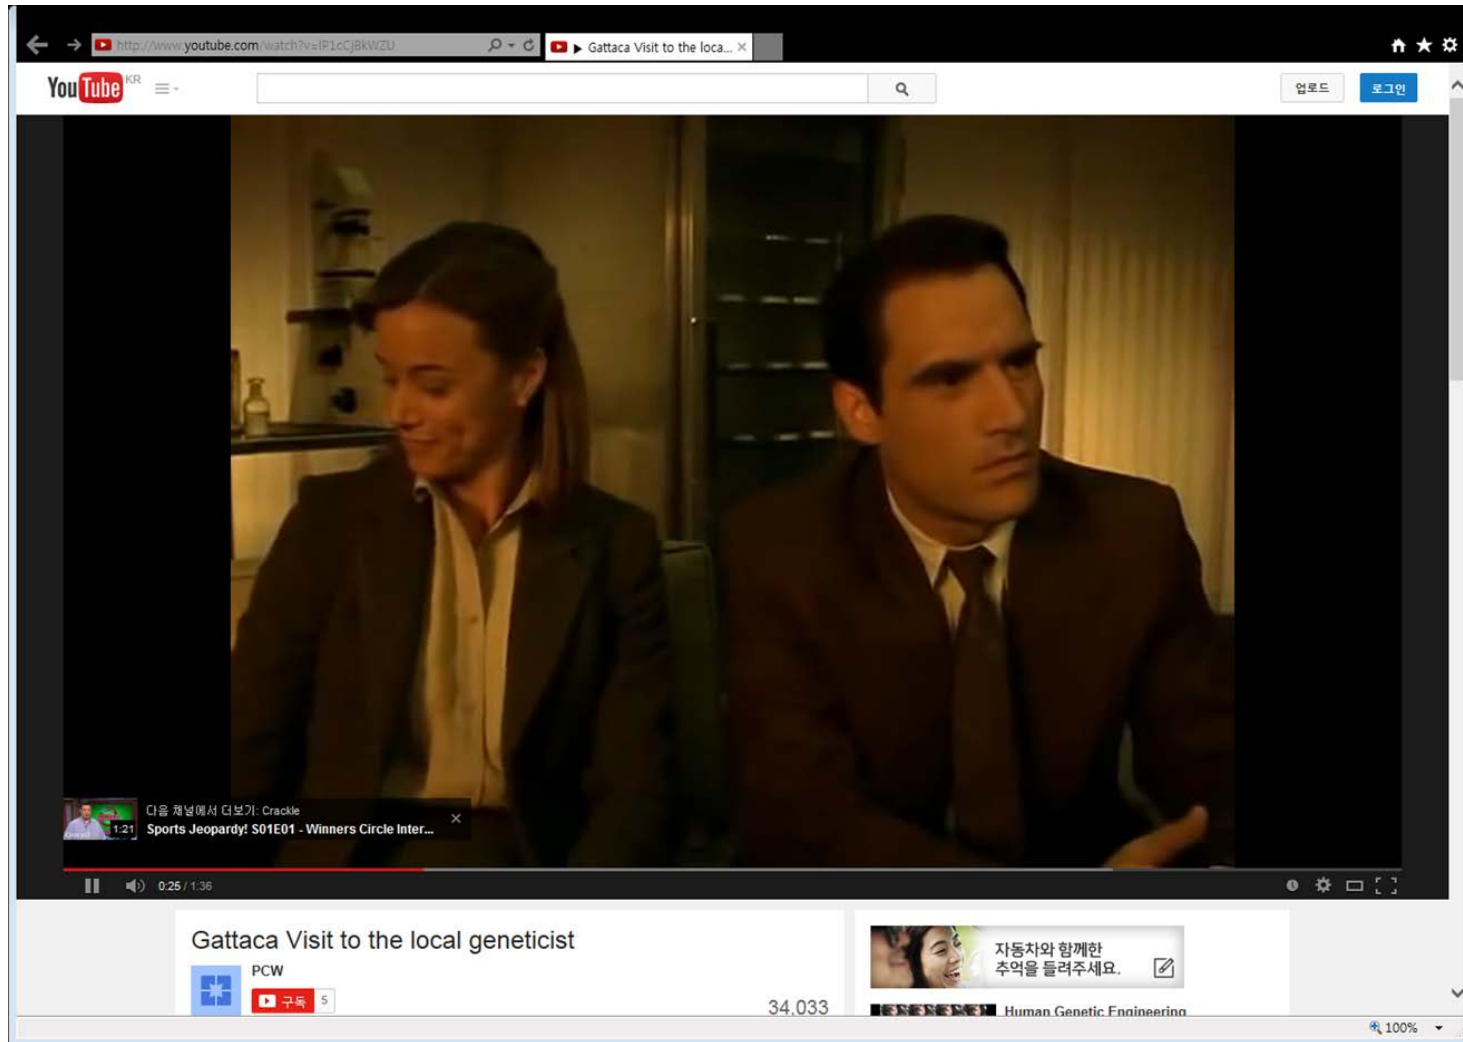 http://www.youtube.com/watch?v=IP1cCjBkWZU
Gattaca Visit to the loca...
YouTube KR
업로드
로그인
다음 채널에서 더보기: Crackle
1:21
Sports Jeopardy! S01E01 - Winners Circle Inter...
0:25 / 1:36
Gattaca Visit to the local geneticist
PCW
구독 5
34,033
자동차와 함께한
추억을 들려주세요.
Human Genetic Engineering
100%